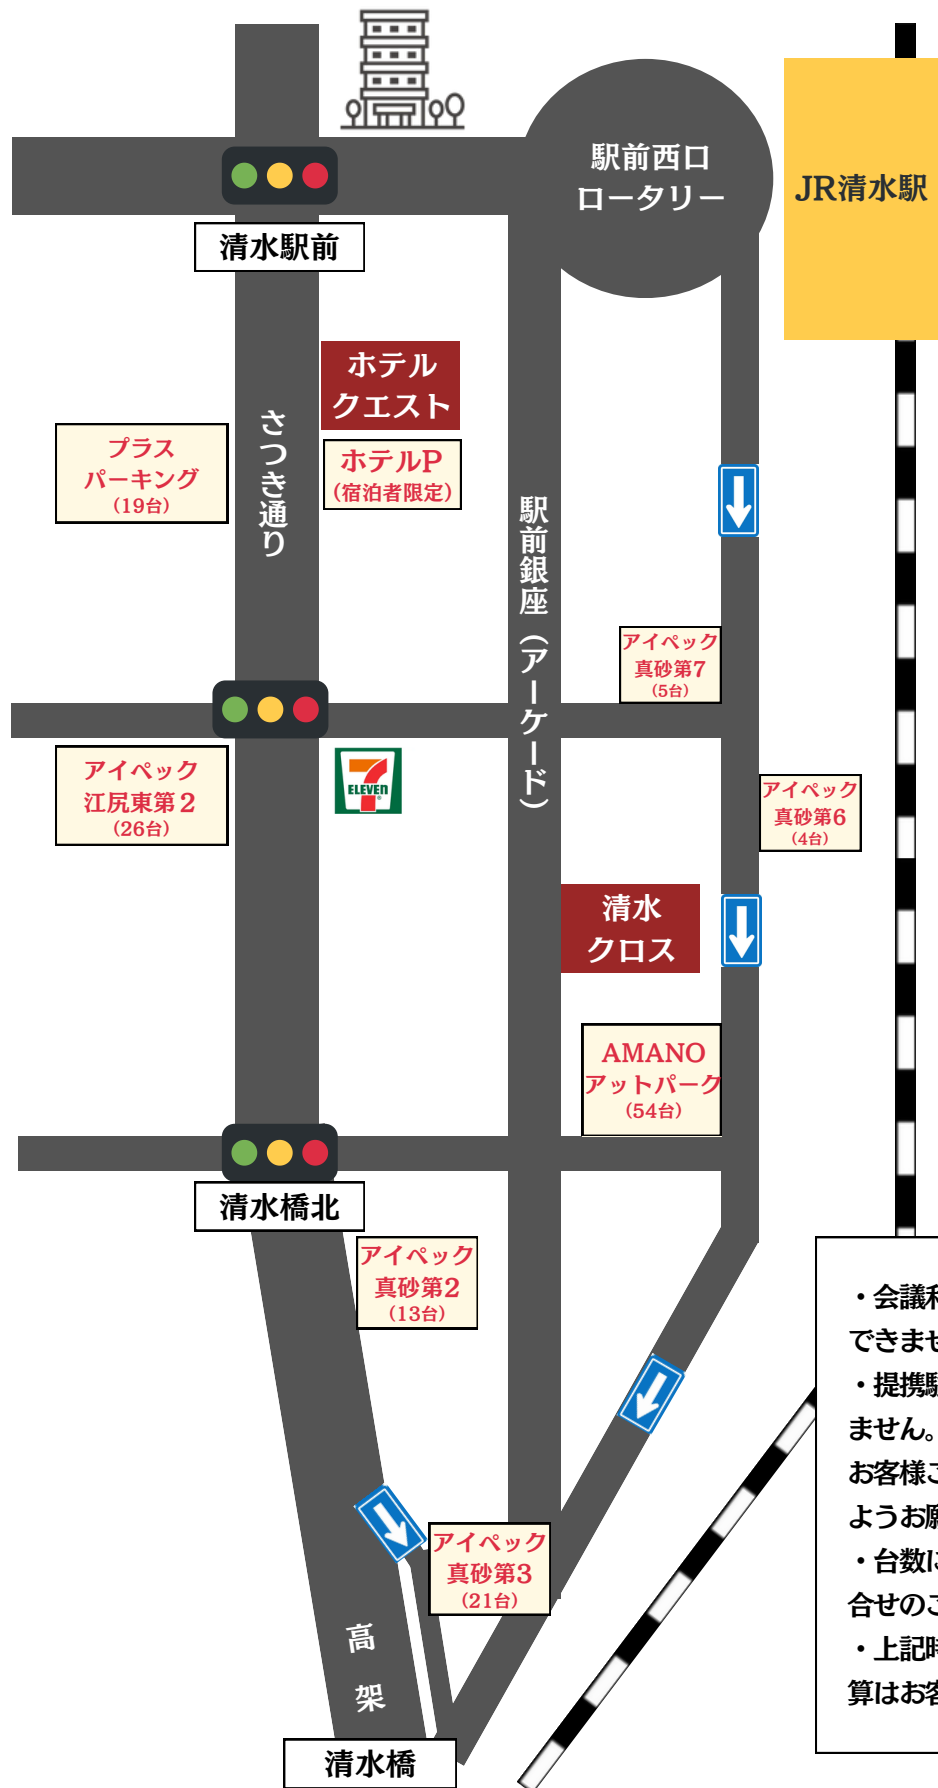 駅前西口
ロータリー
JR清水駅
清水駅前
ホテル
クエスト
さつき通り
プラス
パーキング
(19台)
ホテルP
(宿泊者限定)
駅前銀座（アーケード）
アイペック
真砂第7
(5台)
アイペック
江尻東第２
(26台)
7
ELEVEN
アイペック
真砂第6
(4台)
清水
クロス
AMANO
アットパーク
(54台)
清水橋北
アイペック
真砂第2
(13台)
・会議
できませ
・提携
ません。
お客様
ようお願
・台数に
合せのこ
・上記時
算はお客
アイペック
真砂第3
(21台)
高架
清水橋